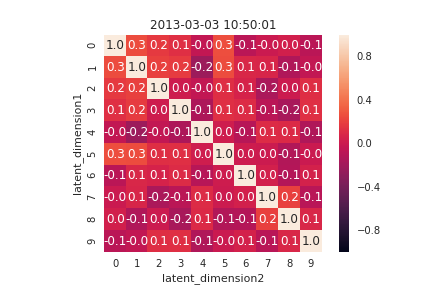 2013-03-03 10:50:01
0 1.0 0.3 0.2 0.1 -0.0 0.3 -0.1 -0.0 0.0 -0.1
1 0.3 1.0 0.2 0.2 -0.2 0.3 0.1 0.1 -0.1 -0.0
2 0.2 0.2 1.0 0.0 -0.0 0.1 0.1 -0.2 0.0 0.1
3 0.1 0.2 0.0 1.0 -0.1 0.1 0.1 -0.1 -0.2 0.1
4 -0.0 -0.2 -0.0 -0.1 1.0 0.0 -0.1 0.1 0.1 -0.1
5 0.3 0.3 0.1 0.1 0.0 1.0 0.0 0.0 -0.1 -0.0
6 -0.1 0.1 0.1 0.1 -0.1 0.0 1.0 0.0 -0.1 0.1
7 -0.0 0.1 -0.2 -0.1 0.1 0.0 0.0 1.0 0.2 -0.1
8 0.0 -0.1 0.0 -0.2 0.1 -0.1 -0.1 0.2 1.0 0.1
9 -0.1 -0.0 0.1 0.1 -0.1 -0.0 0.1 -0.1 0.1 1.0
0 1 2 3 4 5 6 7 8 9
latent_dimension2
latent_dimension1
0.8
0.4
0.0
-0.4
-0.8